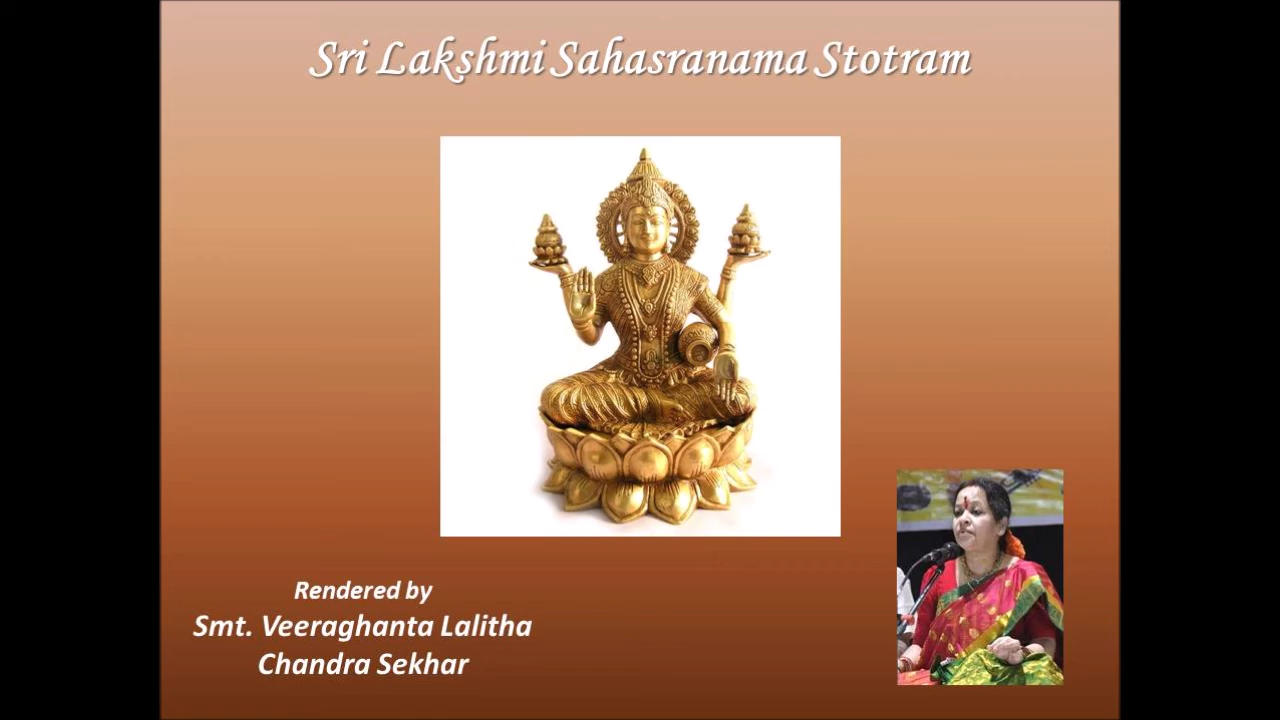 Sri Lakshmi Sahasranama Stotram
Rendered by
Smt. Veeraghanta Lalitha
Chandra Sekhar